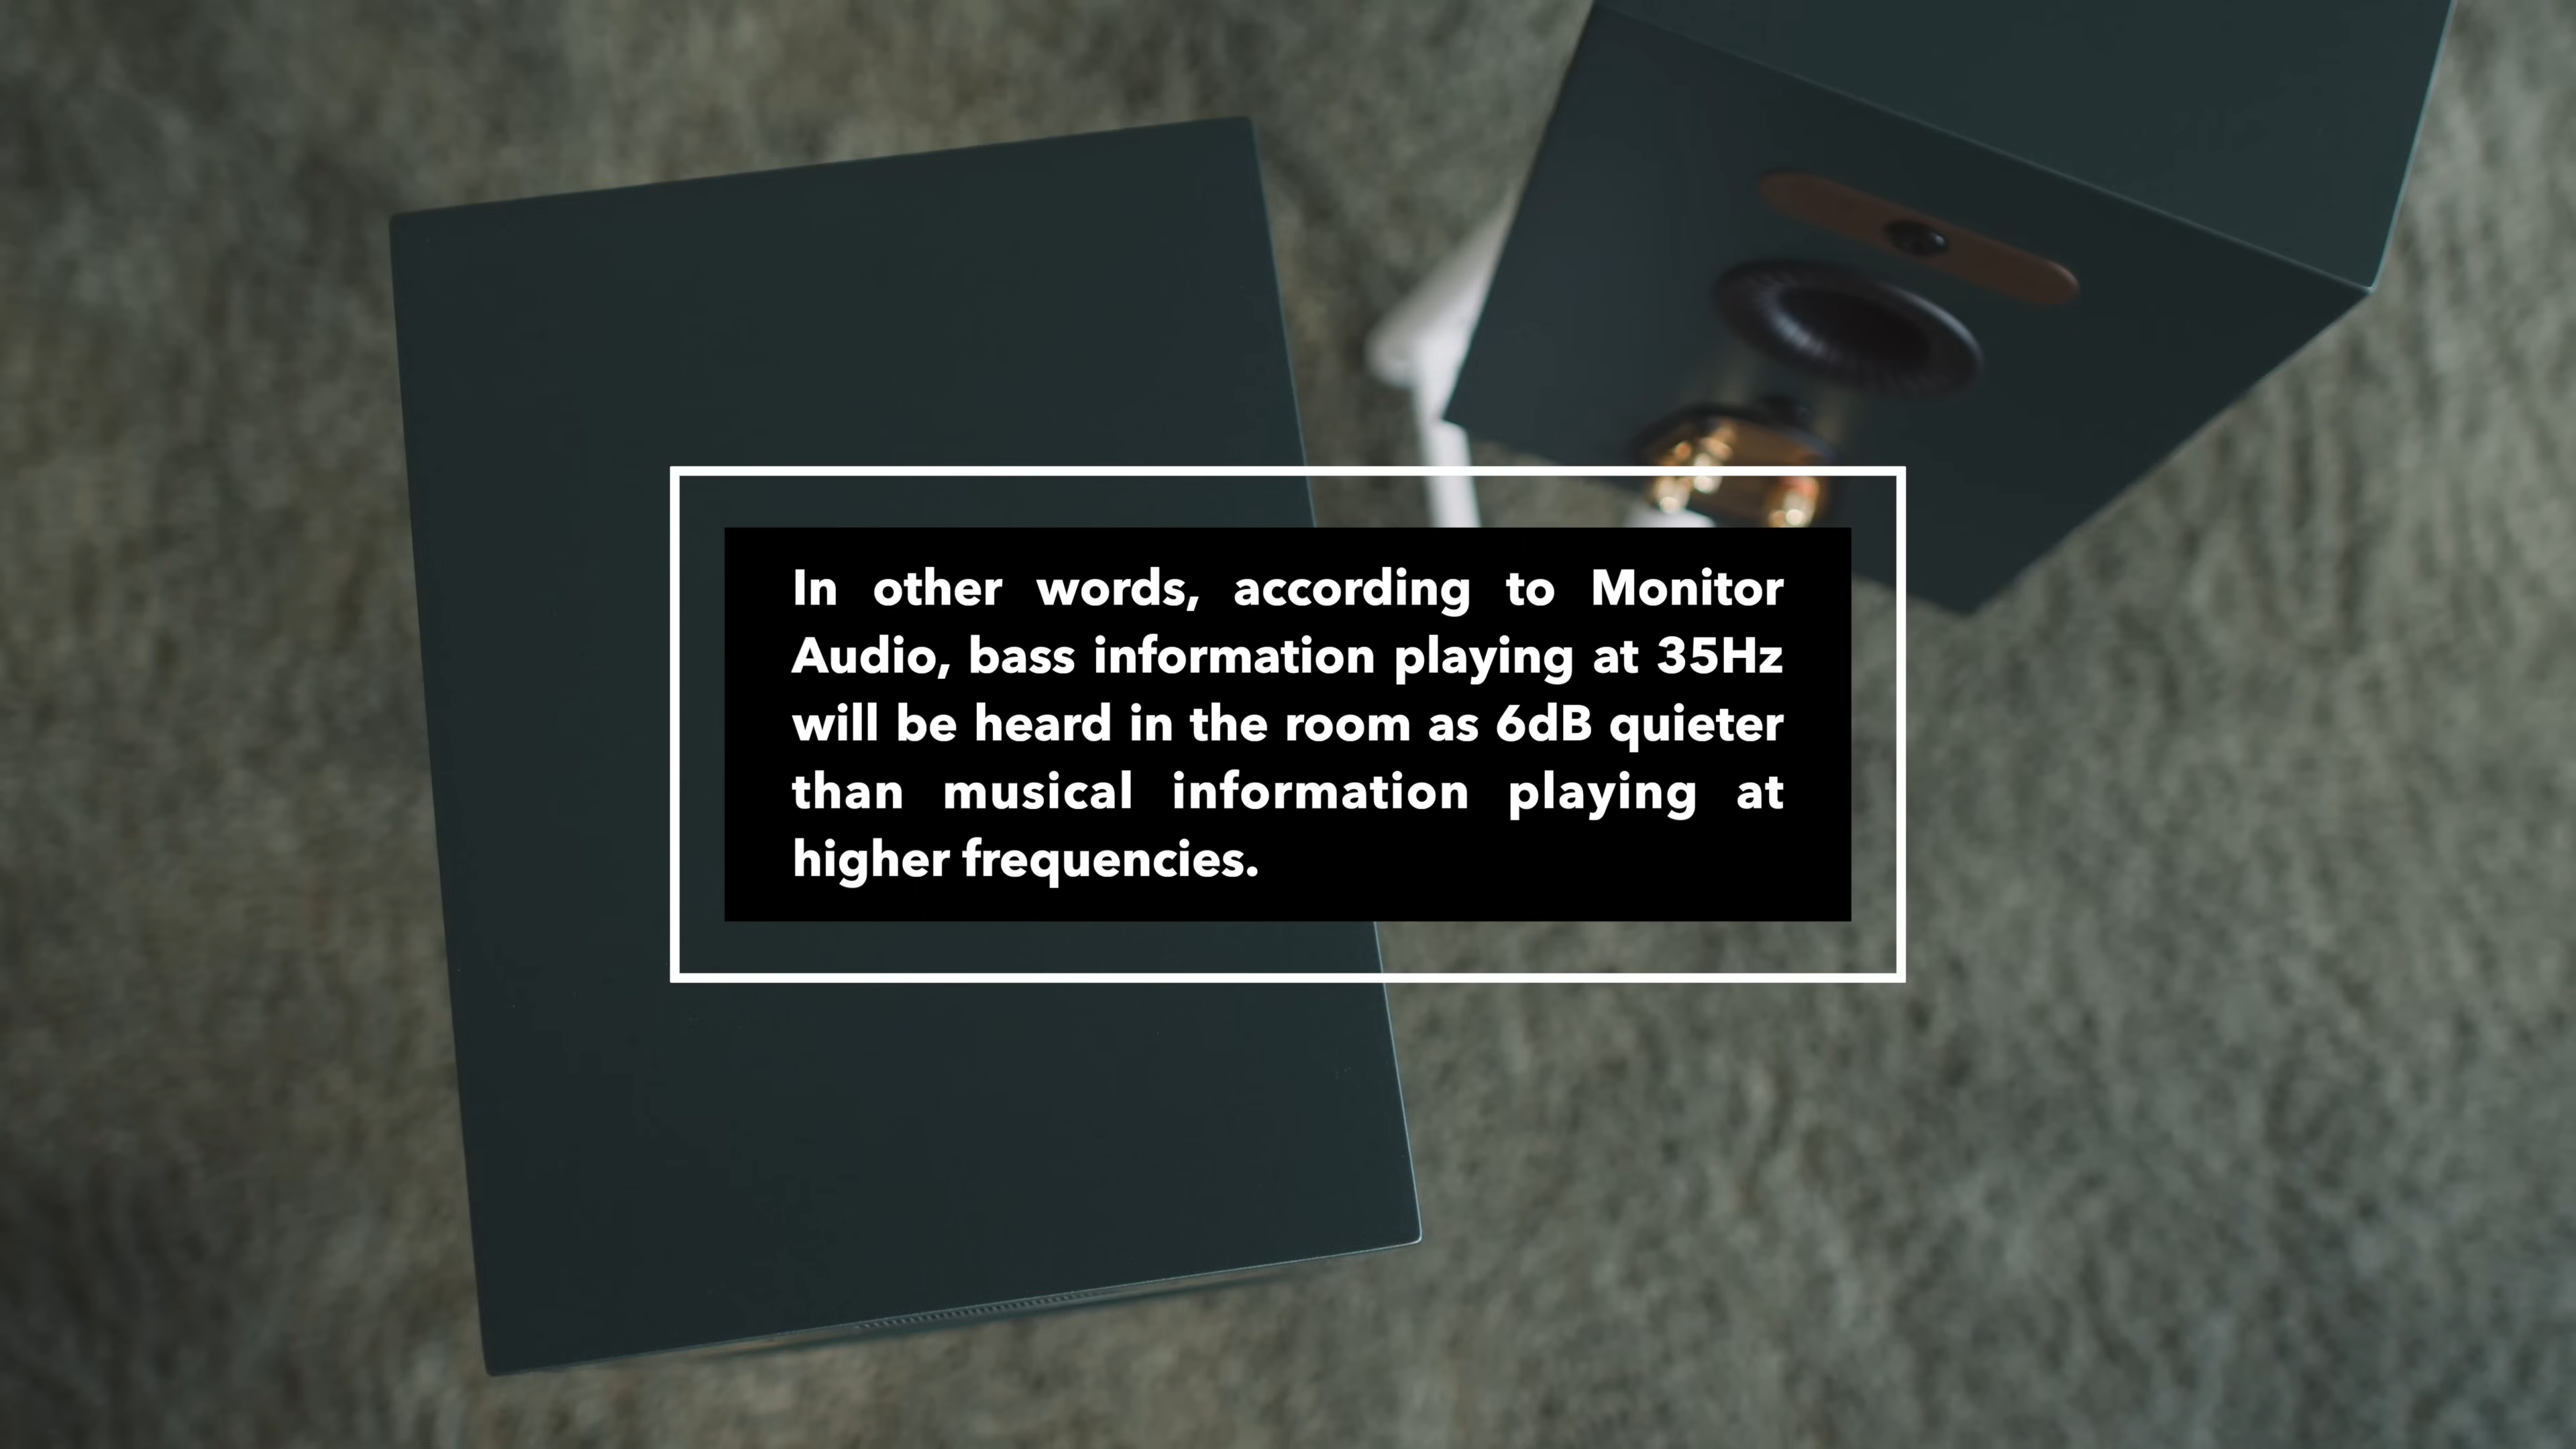 In other words, according to Monitor
Audio, bass information playing at 35Hz
will be heard in the room as 6dB quieter
than musical information playing at
higher frequencies.